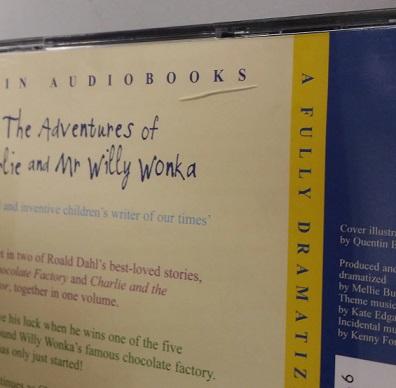 IN AUDIOBOOKS
The Adventures of
lie and Mr Willy Wonka
and inventive children's writer of our times'
t in two of Roald Dahl's best-loved stories,
ocolate Factory and Charlie and the
or, together in one volume.
e his luck when he wins one of the five
und Willy Wonka's famous chocolate factory.
as only just started!
A FULLY DRAMATIZ
Cover illustr
by Quentin B
Produced and
dramatized
by Mellie Bu
Theme music
by Kate Edga
Incidental mu
by Kenny For